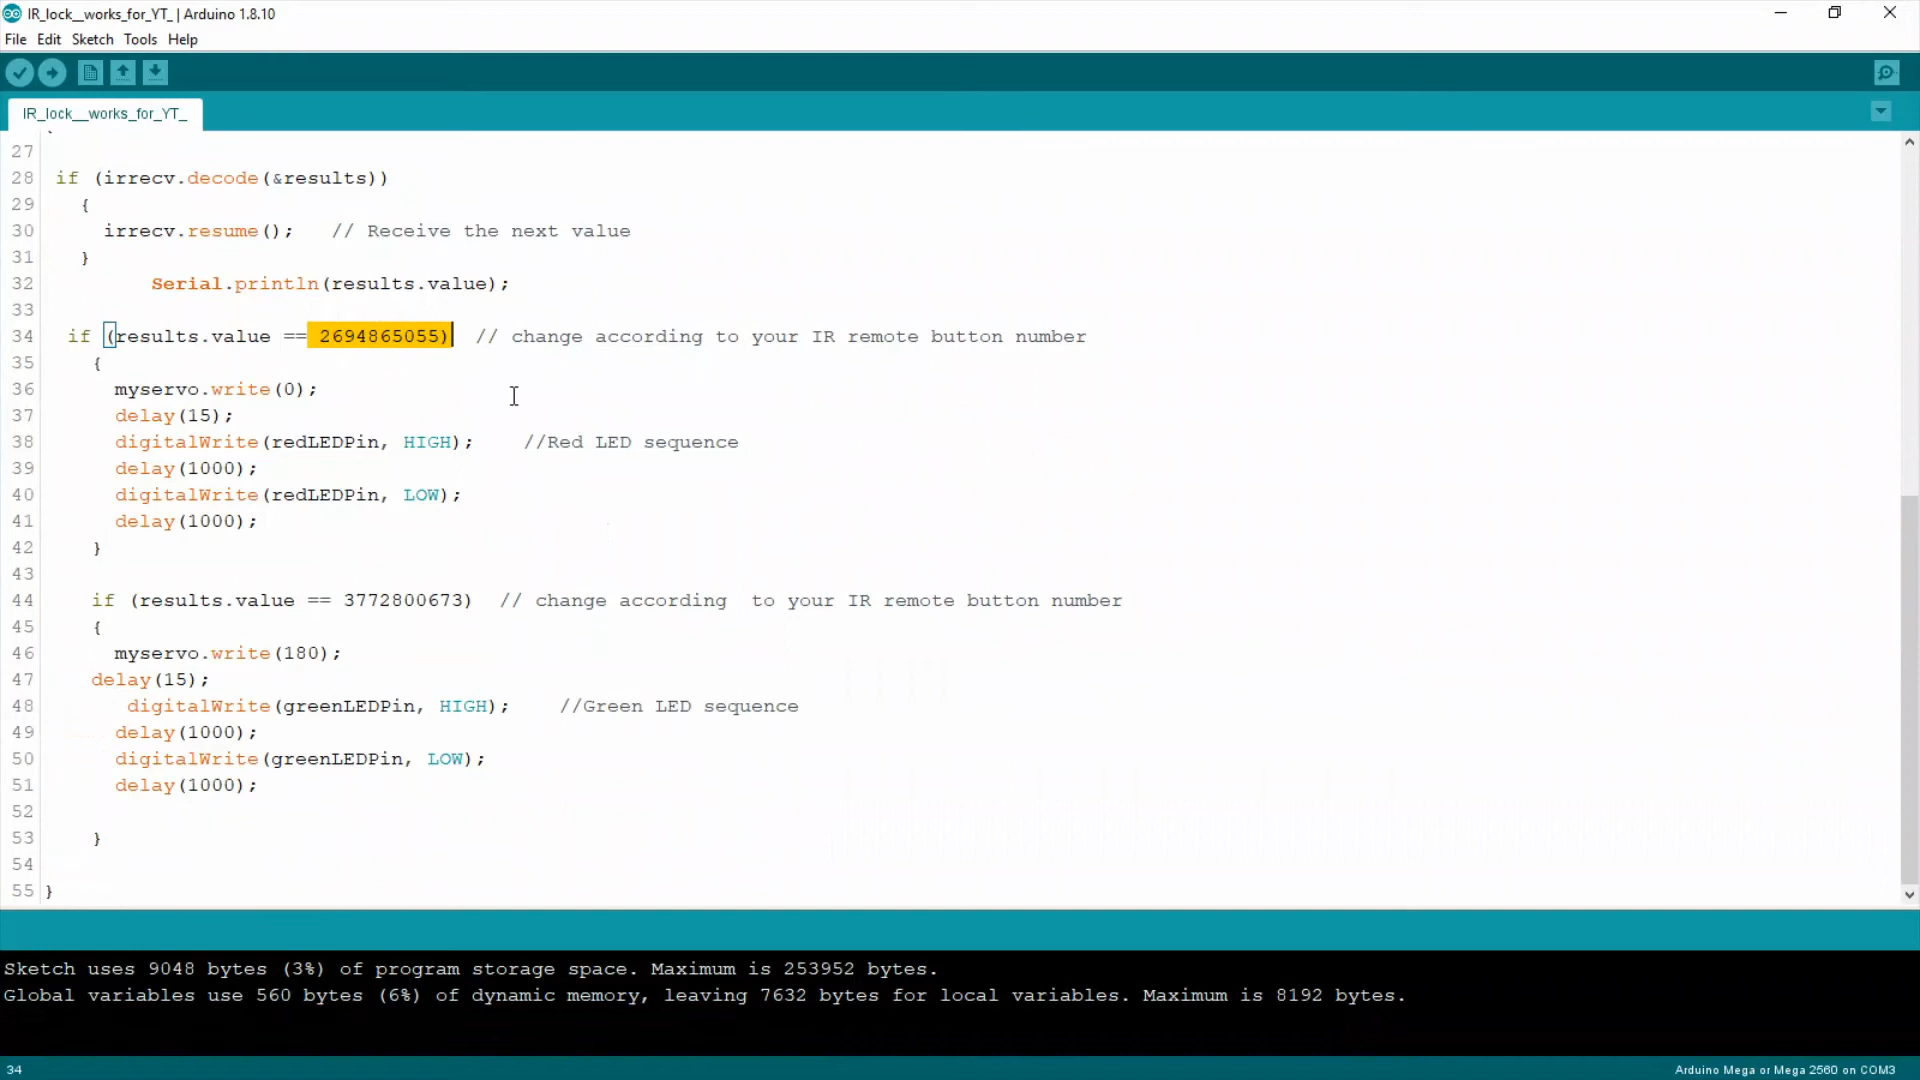 IR_lock__works_for_YT_ | Arduino 1.8.10
File Edit Sketch Tools Help
IR_lock__works_for_YT_
27
28 if (irrecv.decode(&results))
29 {
30 irrecv.resume(); // Receive the next value
31 }
32 Serial.println(results.value);
33
34 if (results.value == 2694865055) // change according to your IR remote button number
35 {
36 myservo.write(0);
37 delay(15);
38 digitalWrite(redLEDPin, HIGH); //Red LED sequence
39 delay(1000);
40 digitalWrite(redLEDPin, LOW);
41 delay(1000);
42 }
43
44 if (results.value == 3772800673) // change according  to your IR remote button number
45 {
46 myservo.write(180);
47 delay(15);
48 digitalWrite(greenLEDPin, HIGH); //Green LED sequence
49 delay(1000);
50 digitalWrite(greenLEDPin, LOW);
51 delay(1000);
52
53 }
54
55 }
Sketch uses 9048 bytes (3%) of program storage space. Maximum is 253952 bytes.
Global variables use 560 bytes (6%) of dynamic memory, leaving 7632 bytes for local variables. Maximum is 8192 bytes.
34 Arduino Mega or Mega 2560 on COM3